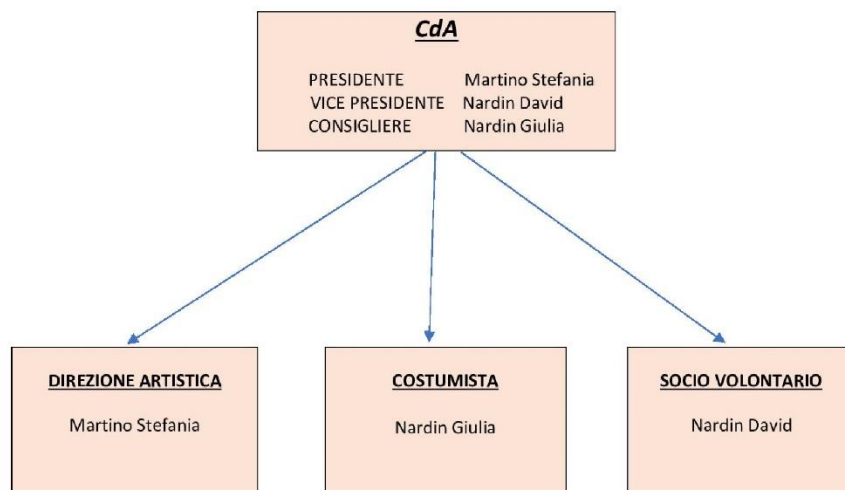 CdA
PRESIDENTE Martino Stefania
VICE PRESIDENTE Nardin David
CONSIGLIERE Nardin Giulia
DIREZIONE ARTISTICA
Martino Stefania
COSTUMISTA
Nardin Giulia
SOCIO VOLONTARIO
Nardin David